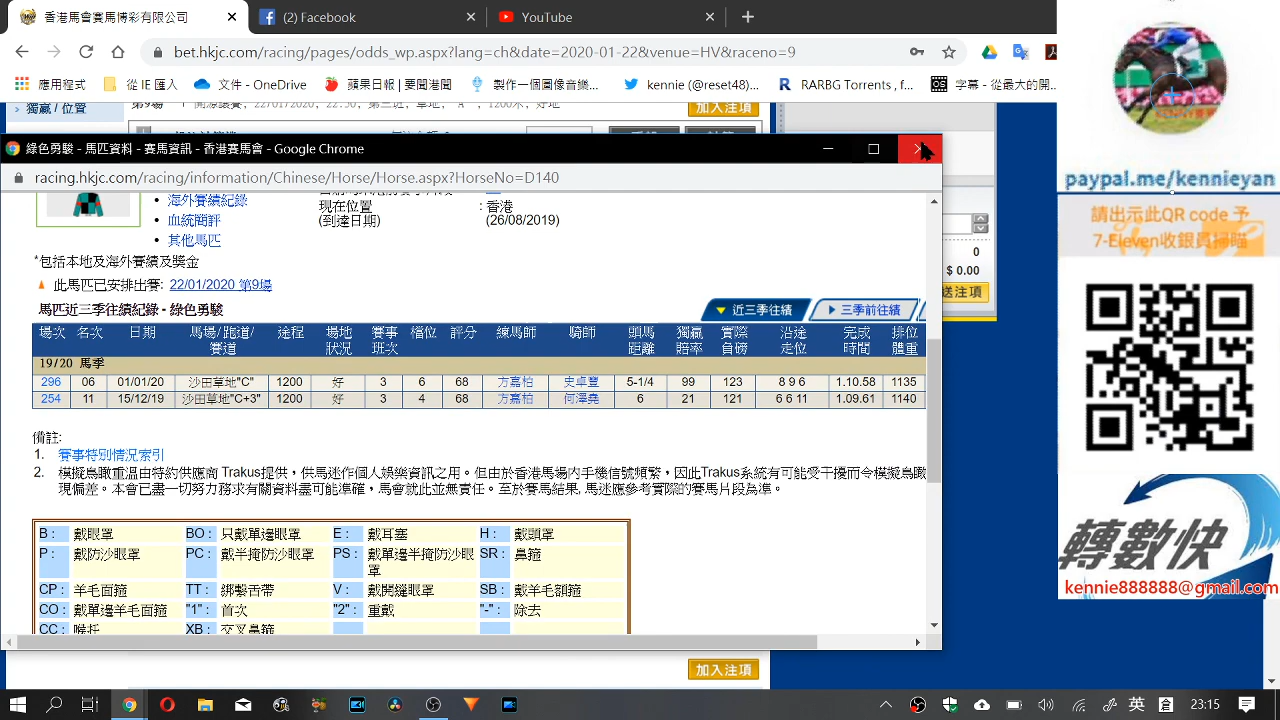 香港馬會賽馬博彩有限公司
(2) Facebook
YouTube
bet.hkjc.com/racing/pages/odds_wp.aspx?lang=ch&date=2020-01-22&venue=HV&raceno=9
應用程式
從 IE 匯入
文件 - OneDrive
蘋果日報 | 蘋果動新聞
製作一個圖像音樂...
kennie (@reset48)...
RARBG Torrents , f...
字幕 - 從最大的開...
獨贏 / 位置
加入注項
綠色勇駿 - 馬匹資料 - 賽馬資訊 - 香港賽馬會 - Google Chrome
racing.hkjc.com/racing/information/Chinese/Horse/Horse.aspx?HorseNo=D140
海外賽績紀錄
血統簡評
其他馬匹
現在位置
(到達日期)
: 香港
(26/08/2019)
*包括本地及海外賽績及獎金
此馬匹已安排出賽: 22/01/2020 第9場
馬匹近三季往績紀錄 - 綠色勇駿
近三季往績
三季前往績
場次 名次 日期 馬場/跑道/賽道 途程 場地狀況 賽事班次 檔位 評分 練馬師 騎師 頭馬距離 獨贏賠率 實際負磅 沿途走位 完成時間 排位體重
19/20 馬季
296 06 01/01/20 沙田草地"C" 1200 好 3 6 68 方嘉柏 史卓豐 5-1/4 99 123 8 9 6 1.10.58 1135
254 11 15/12/19 沙田草地"C+3" 1200 好 3 4 68 方嘉柏 何澤堯 6 21 121 6 6 11 1.09.61 1140
備註:
1. 賽事特別情況索引
2. 模擬鳥瞰重溫由特約供應商 Trakus提供，供馬迷作個人娛樂資訊之用。但由於香港馬場內手機信號頻繁，因此Trakus系統有可能受干擾而令模擬鳥瞰
現偏差。本會已盡一切努力務求有關資料盡可能準確，馬會就此並無責任。至於賽馬結果, 馬迷應參考實際的賽馬片段為準。
B : 戴眼罩 BO : 只戴單邊眼罩 E : 戴耳塞 H : 戴頭罩
P : 戴防沙眼罩 PC : 戴半掩防沙眼罩 PS : 戴單邊半掩防沙眼罩 SR : 鼻箍
CP : 羊毛面箍 TT : 綁繫舌帶 V : 戴開縫眼罩 SB : 戴羊毛額箍
CO : 戴單邊羊毛面箍 "1" : 首次 "2" : 重戴 "-" : 除去
CC : 喉托 XB : 交叉鼻箍
0
$ 0.00
送注項
加入注項
paypal.me/kennieyan
請出示此QR code 予
7-Eleven收銀員掃瞄
轉數快
kennie888888@gmail.com
英
倉
23:15